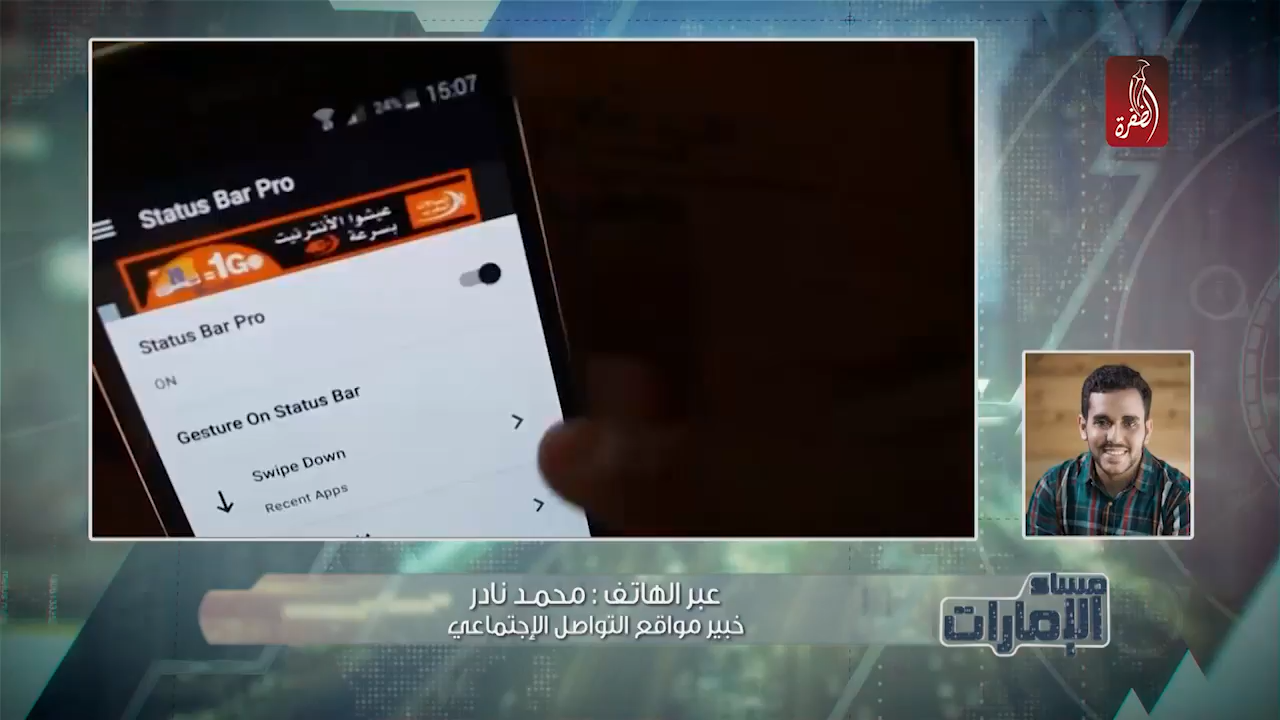 الظفرة
24% 15:07
Status Bar Pro
عيشوا الأنترنيت
بسرعة
=1Go
Status Bar Pro
ON
Gesture On Status Bar
Swipe Down
Recent Apps
عبر الهاتف : محمد نادر
خبير مواقع التواصل الإجتماعي
مساء
الإمارات